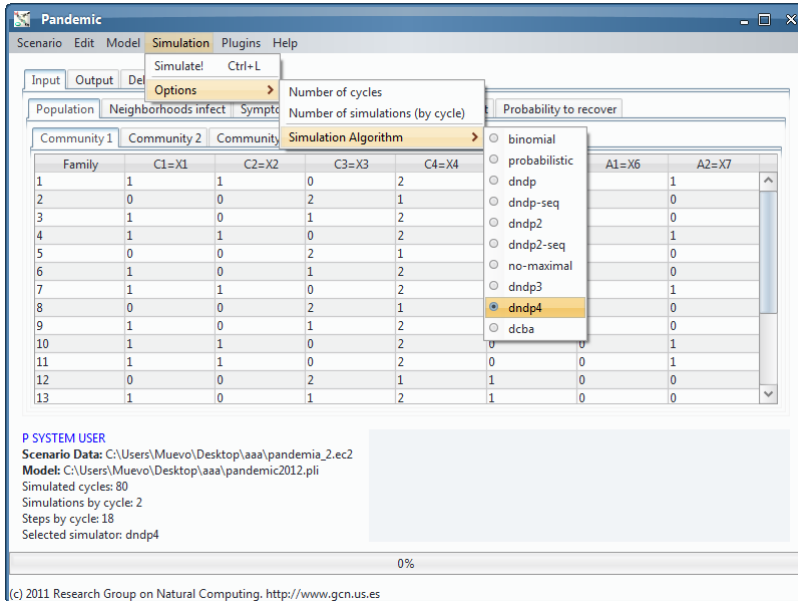 Pandemic
Scenario Edit Model Simulation Plugins Help
Simulate! Ctrl+L
Options
Number of cycles
Number of simulations (by cycle)
Simulation Algorithm
binomial
probabilistic
dndp
dndp-seq
dndp2
dndp2-seq
no-maximal
dndp3
dndp4
dcba
Input Output
Population Neighborhoods infect Probability to recover
Community 1 Community 2 Community
Family C1=X1 C2=X2 C3=X3 C4=X4 A1=X6 A2=X7
1 1 1 0 2 1
2 0 0 2 1 0
3 1 0 1 2 0
4 1 1 0 2 1
5 0 0 2 1 0
6 1 0 1 2 0
7 1 1 0 2 1
8 0 0 2 1 0
9 1 0 1 2 0
10 1 1 0 2 0 0 1
11 1 1 0 2 0 0 1
12 0 0 2 1 1 0 0
13 1 0 1 2 1 0 0
P SYSTEM USER
Scenario Data: C:\Users\Muevo\Desktop\aaa\pandemia_2.ec2
Model: C:\Users\Muevo\Desktop\aaa\pandemic2012.pli
Simulated cycles: 80
Simulations by cycle: 2
Steps by cycle: 18
Selected simulator: dndp4
0%
(c) 2011 Research Group on Natural Computing. http://www.gcn.us.es